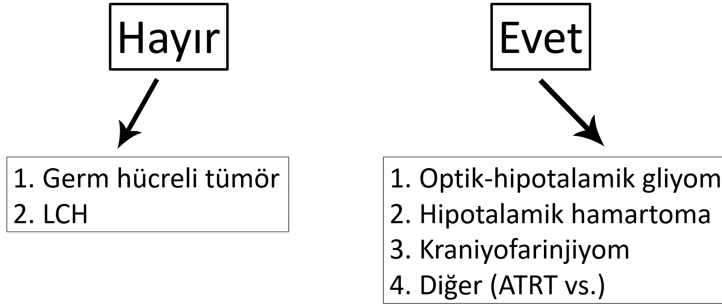 Hayır
Evet
1. Germ hücreli tümör
2. LCH
1. Optik-hipotalamik gliyom
2. Hipotalamik hamartoma
3. Kraniyofarinjiyom
4. Diğer (ATRT vs.)